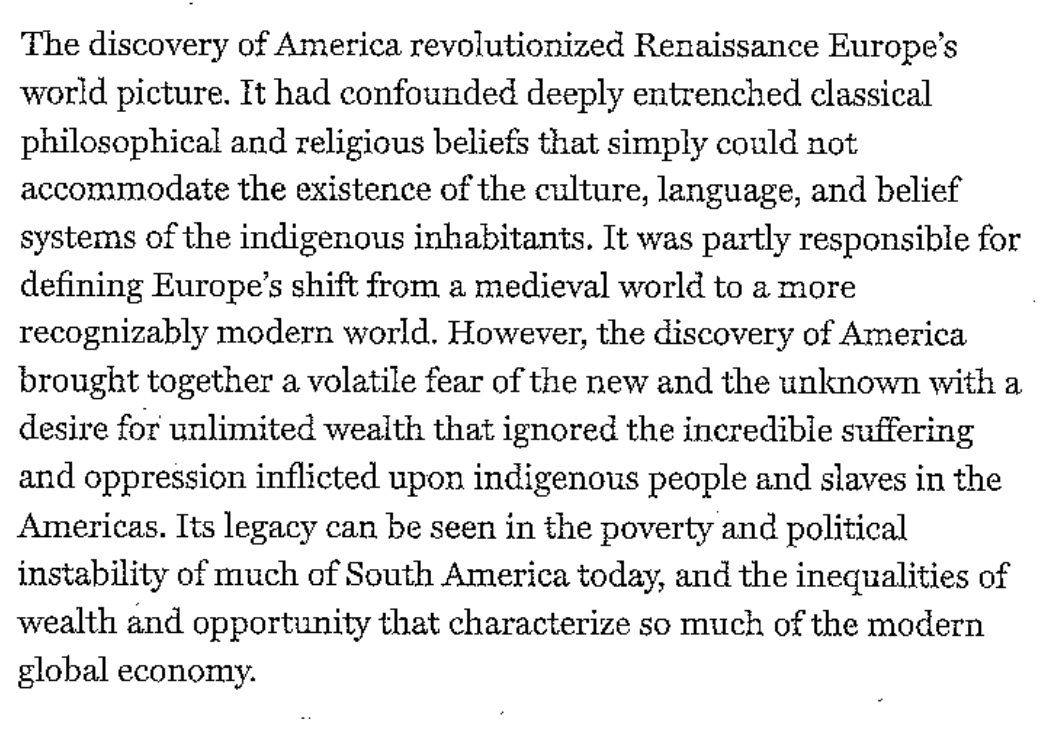 The discovery of America revolutionized Renaissance Europe's
world picture. It had confounded deeply entrenched classical
philosophical and religious beliefs that simply could not
accommodate the existence of the culture, language, and belief
systems of the indigenous inhabitants. It was partly responsible for
defining Europe's shift from a medieval world to a more
recognizably modern world. However, the discovery of America
brought together a volatile fear of the new and the unknown with a
desire for unlimited wealth that ignored the incredible suffering
and oppression inflicted upon indigenous people and slaves in the
Americas. Its legacy can be seen in the poverty and political
instability of much of South America today, and the inequalities of
wealth and opportunity that characterize so much of the modern
global economy.